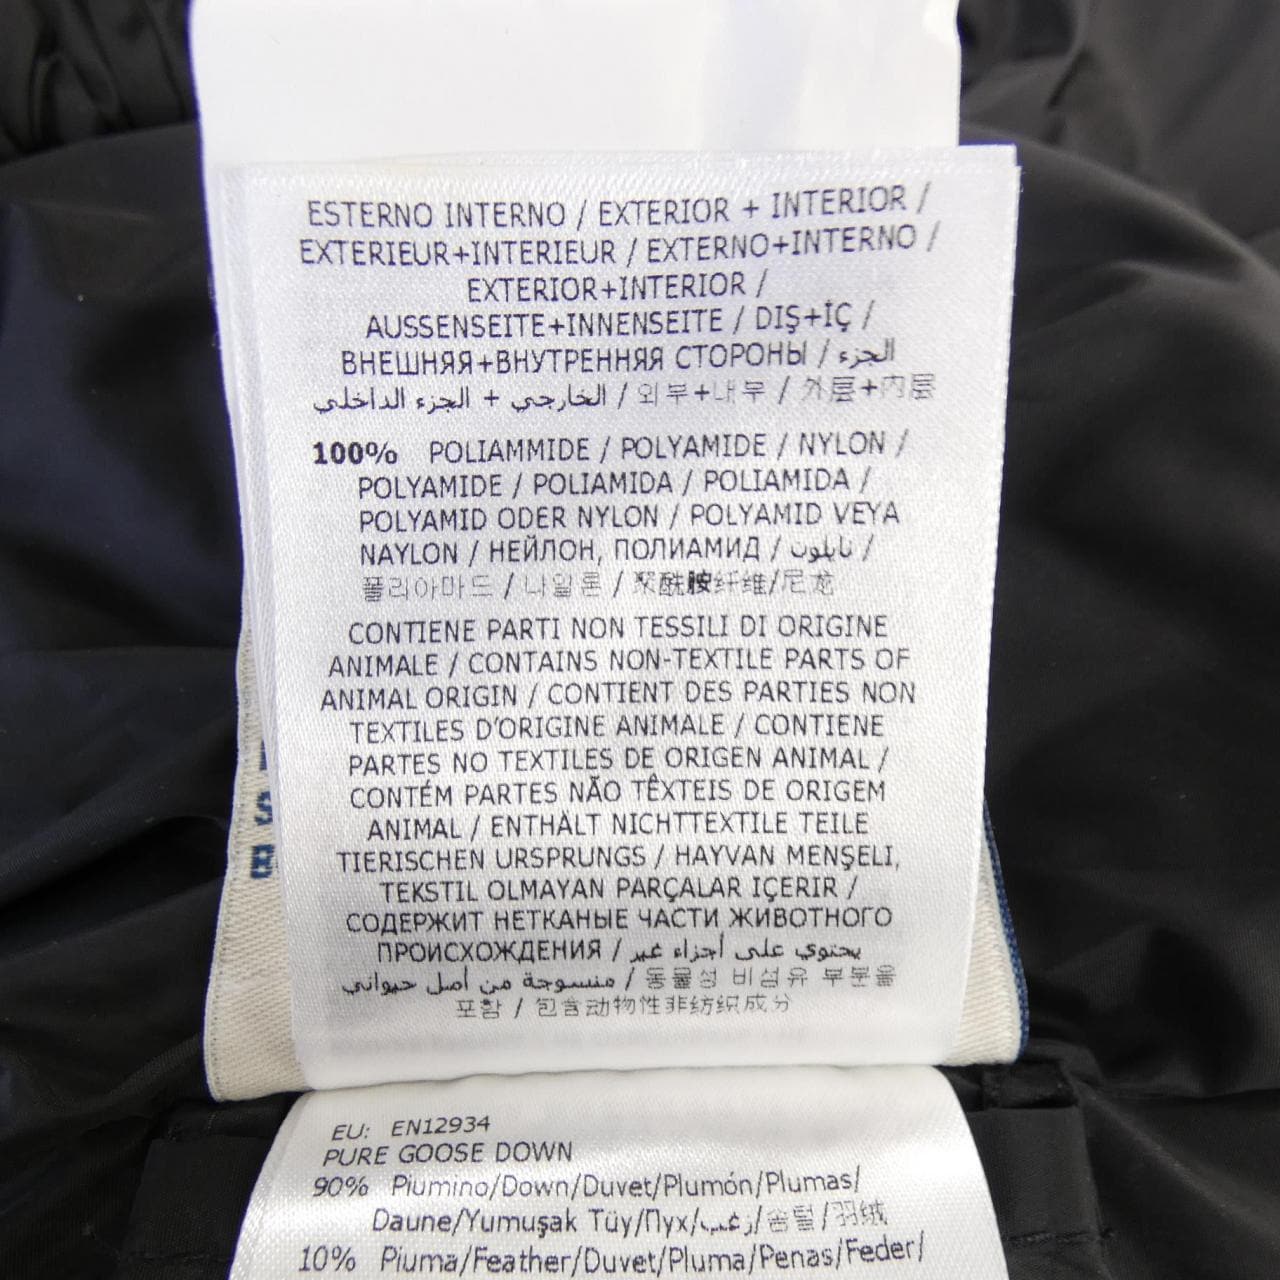 ESTERNO INTERNO / EXTERIOR + INTERIOR /
EXTERIEUR+INTERIEUR / EXTERNO+INTERNO /
EXTERIOR+INTERIOR /
AUSSENSEITE+INNENSEITE / DIŞ+İÇ /
ВНЕШНЯЯ+ВНУТРЕННЯЯ СТОРОНЫ / الجزء
الخارجي + الجزء الداخلي / 외부+내부 / 外层+内层
100% POLIAMMIDE / POLYAMIDE / NYLON /
POLYAMIDE / POLIAMIDA / POLIAMIDA /
POLYAMID ODER NYLON / POLYAMID VEYA
NAYLON / НЕЙЛОН, ПОЛИАМИД / نايلون /
폴리아마드 / 나일론 / 聚酰胺纤维/尼龙
CONTIENE PARTI NON TESSILI DI ORIGINE
ANIMALE / CONTAINS NON-TEXTILE PARTS OF
ANIMAL ORIGIN / CONTIENT DES PARTIES NON
TEXTILES D'ORIGINE ANIMALE / CONTIENE
PARTES NO TEXTILES DE ORIGEN ANIMAL /
CONTÉM PARTES NÃO TÊXTEIS DE ORIGEM
ANIMAL / ENTHÄLT NICHTTEXTILE TEILE
TIERISCHEN URSPRUNGS / HAYVAN MENŞELİ,
TEKSTİL OLMAYAN PARÇALAR İÇERİR /
СОДЕРЖИТ НЕТКАНЫЕ ЧАСТИ ЖИВОТНОГО
ПРОИСХОЖДЕНИЯ / يحتوي على أجزاء غير
منسوجة من أصل حيواني / 동물성 비섬유 부분을
포함 / 包含动物性非纺织成分
S
B
EU: EN12934
PURE GOOSE DOWN
90% Piumino/Down/Duvet/Plumón/Plumas/
Daune/Yumuşak Tüy/Пух/زغب/솜털/羽绒
10% Piuma/Feather/Duvet/Pluma/Penas/Feder/